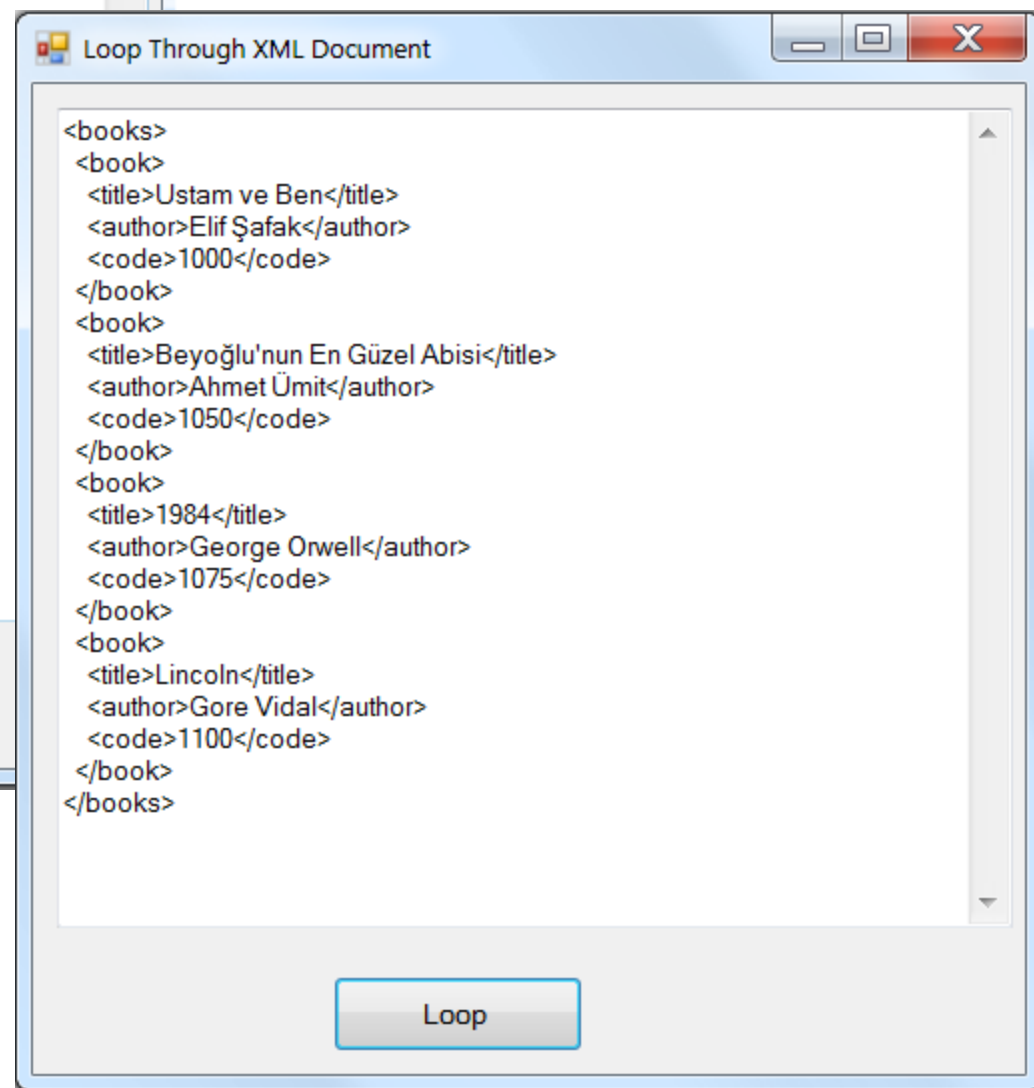 Loop Through XML Document
<books>
<book>
<title>Ustam ve Ben</title>
<author>Elif Şafak</author>
<code>1000</code>
</book>
<book>
<title>Beyoğlu'nun En Güzel Abisi</title>
<author>Ahmet Ümit</author>
<code>1050</code>
</book>
<book>
<title>1984</title>
<author>George Orwell</author>
<code>1075</code>
</book>
<book>
<title>Lincoln</title>
<author>Gore Vidal</author>
<code>1100</code>
</book>
</books>
Loop